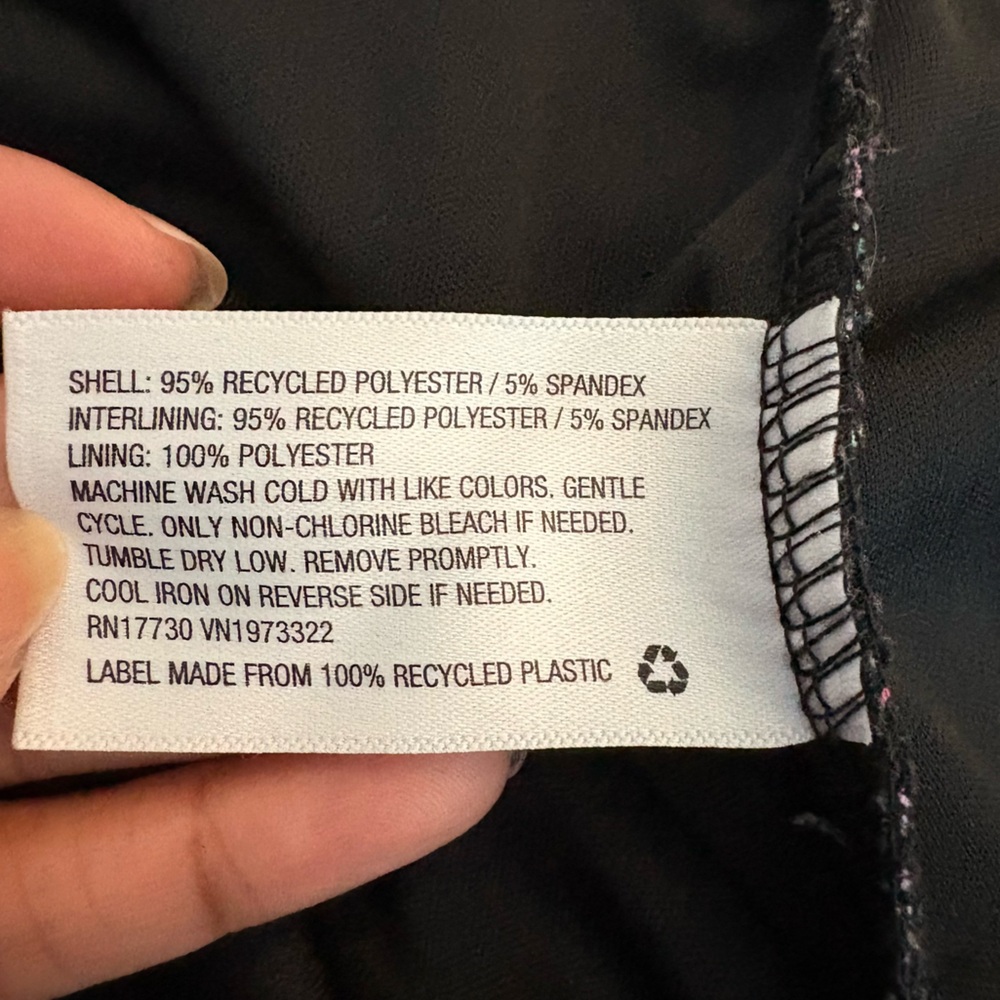 SHELL: 95% RECYCLED POLYESTER / 5% SPANDEX
INTERLINING: 95% RECYCLED POLYESTER / 5% SPANDEX
LINING: 100% POLYESTER
MACHINE WASH COLD WITH LIKE COLORS. GENTLE
CYCLE. ONLY NON-CHLORINE BLEACH IF NEEDED.
TUMBLE DRY LOW. REMOVE PROMPTLY.
COOL IRON ON REVERSE SIDE IF NEEDED.
RN17730 VN1973322
LABEL MADE FROM 100% RECYCLED PLASTIC